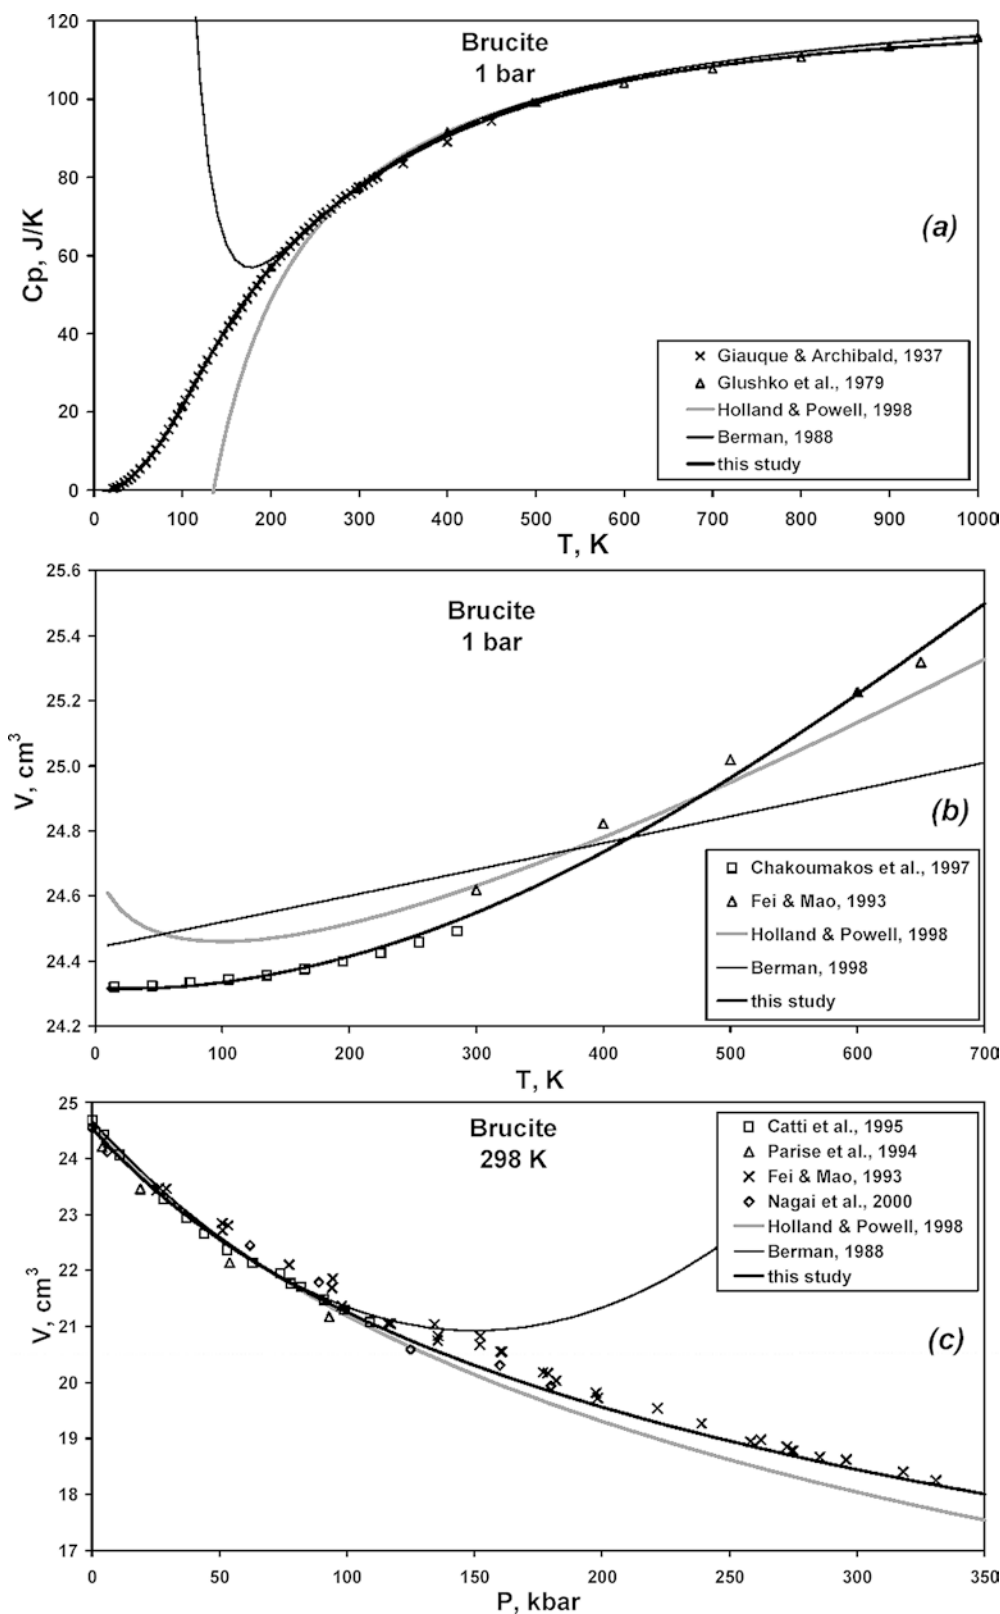 Brucite
1 bar
(a)
Cp, J/K
120
100
80
60
40
20
0
Giauque & Archibald, 1937
Glushko et al., 1979
Holland & Powell, 1998
Berman, 1988
this study
0 100 200 300 400 500 600 700 800 900 1000
T, K
Brucite
1 bar
(b)
V, cm³
25.6
25.4
25.2
25.0
24.8
24.6
24.4
24.2
Chakoumakos et al., 1997
Fei & Mao, 1993
Holland & Powell, 1998
Berman, 1998
this study
0 100 200 300 400 500 600 700
T, K
Brucite
298 K
(c)
V, cm³
25
24
23
22
21
20
19
18
17
Catti et al., 1995
Parise et al., 1994
Fei & Mao, 1993
Nagai et al., 2000
Holland & Powell, 1998
Berman, 1988
this study
0 50 100 150 200 250 300 350
P, kbar